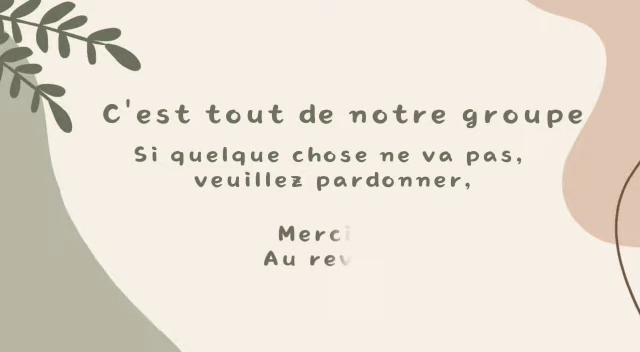 C'est tout de notre groupe
Si quelque chose ne va pas,
veuillez pardonner,
Merci
Au